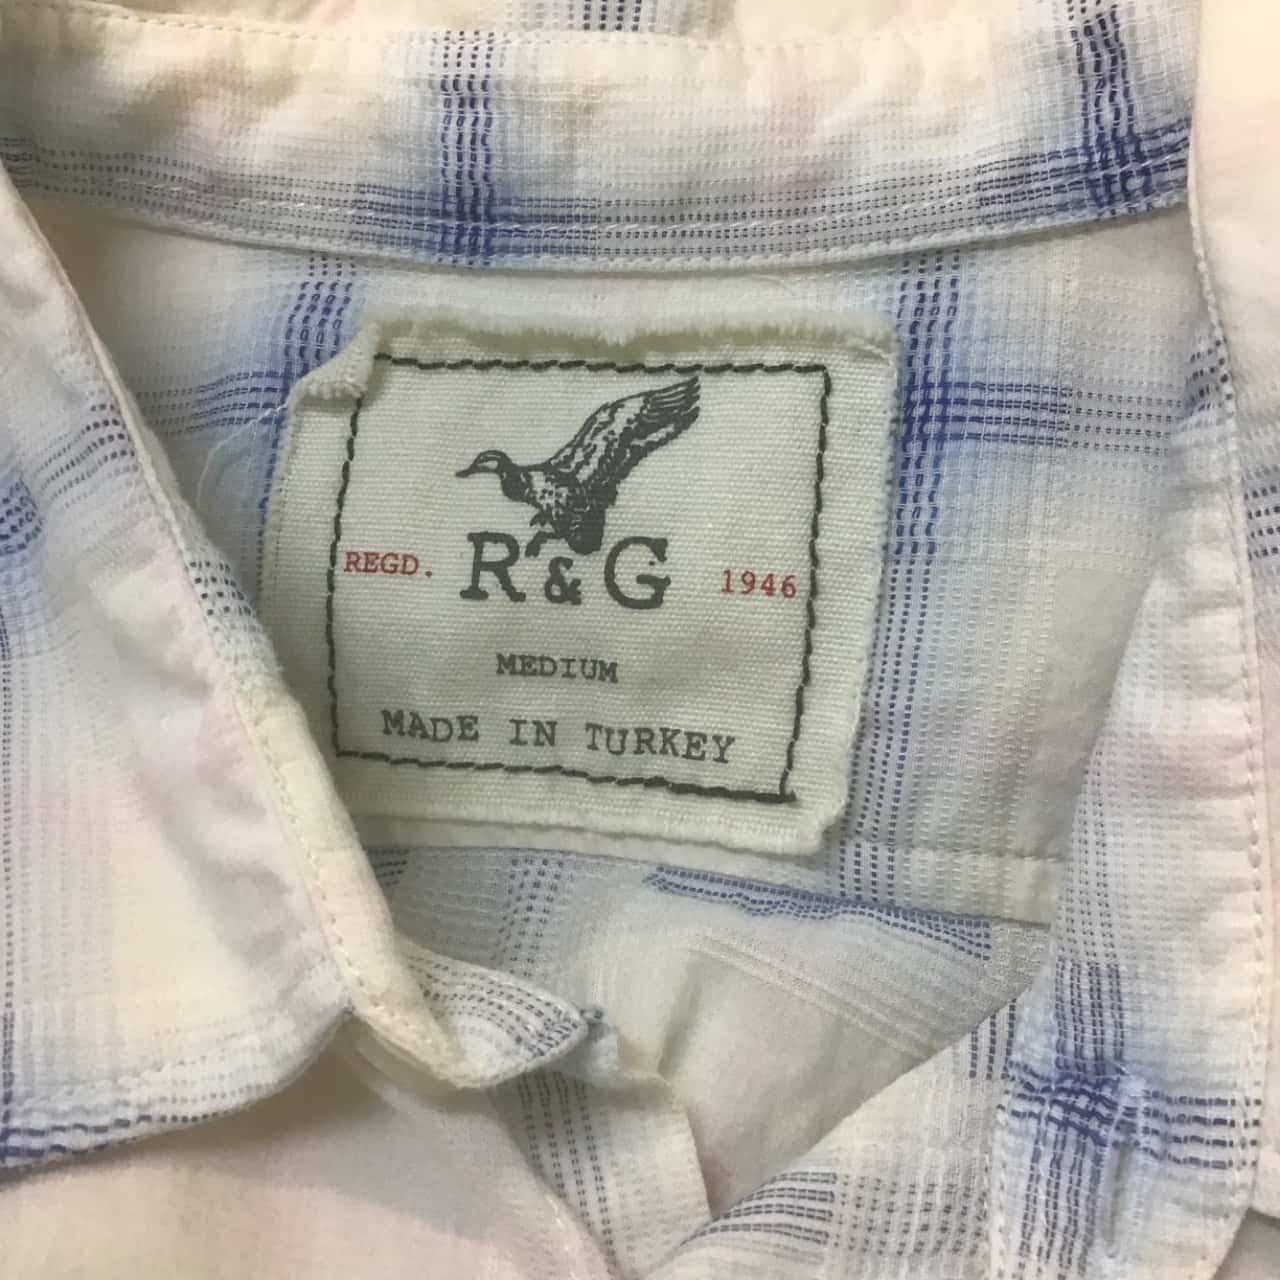 REGD. R & G 1946
MEDIUM
MADE IN TURKEY